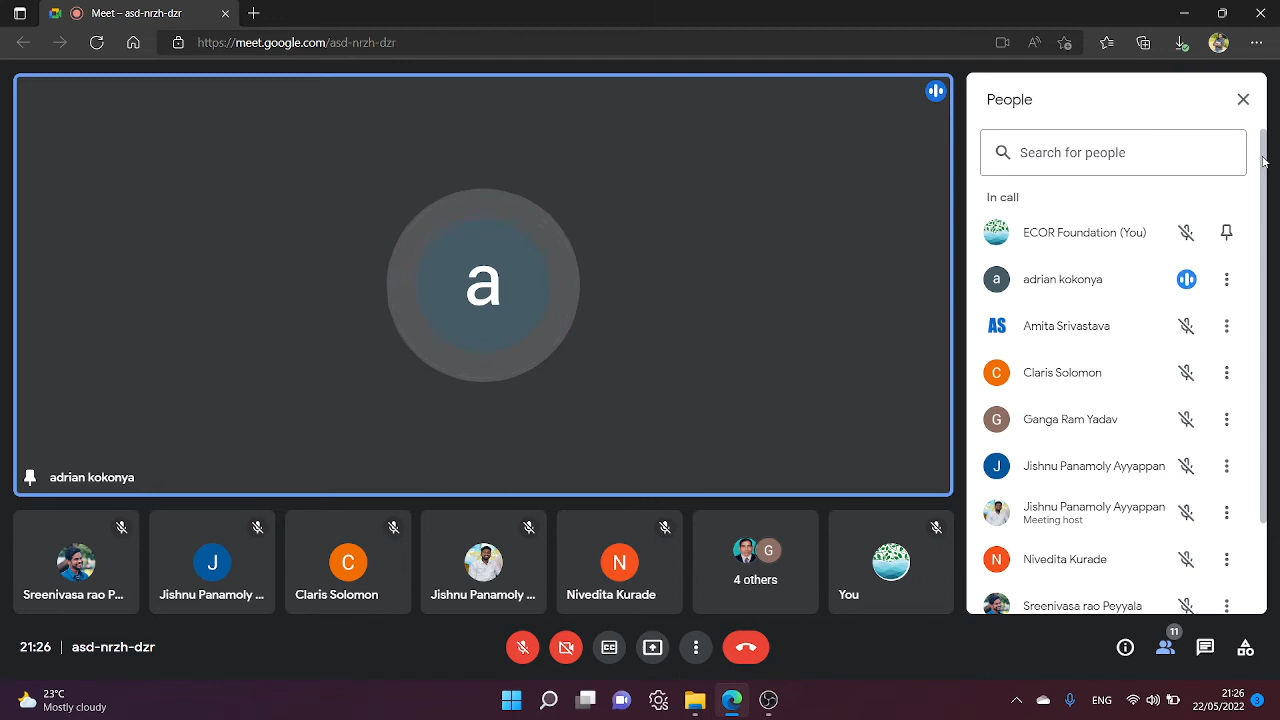 Meet – asd-nrzh-dzr
https://meet.google.com/asd-nrzh-dzr
a
adrian kokonya
Sreenivasa rao P...
J
Jishnu Panamoly ...
C
Claris Solomon
Jishnu Panamoly ...
N
Nivedita Kurade
G
4 others
You
People
Search for people
In call
ECOR Foundation (You)
a adrian kokonya
AS Amita Srivastava
C Claris Solomon
G Ganga Ram Yadav
J Jishnu Panamoly Ayyappan
Jishnu Panamoly Ayyappan
Meeting host
N Nivedita Kurade
Sreenivasa rao Peyyala
21:26 | asd-nrzh-dzr
11
23°C
Mostly cloudy
ENG
21:26
22/05/2022
3